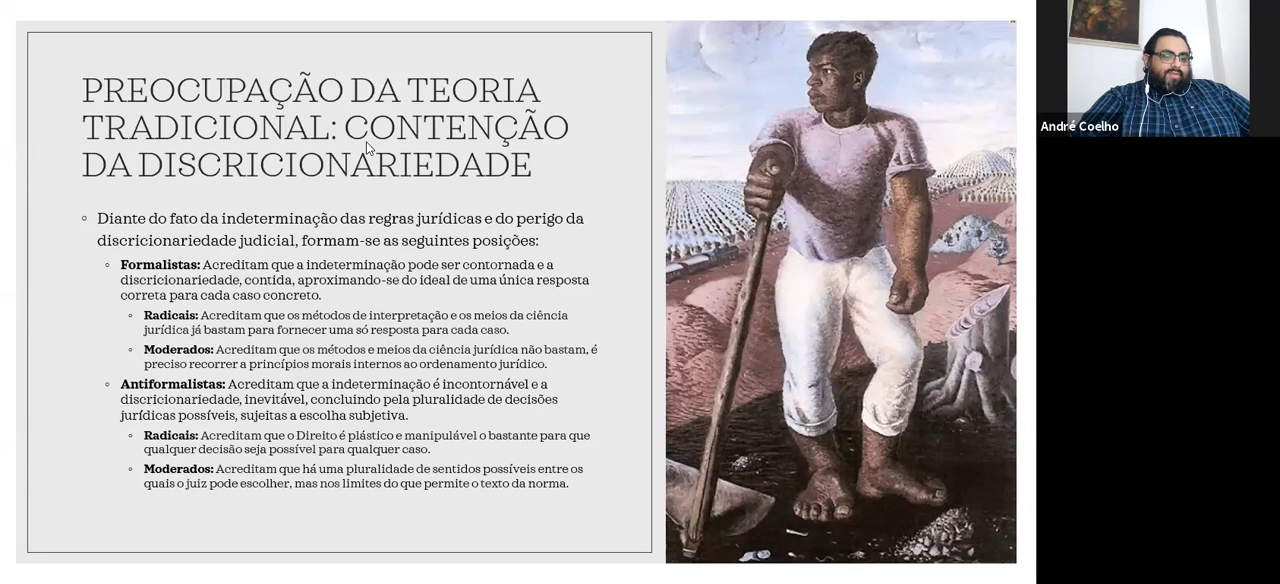 PREOCUPAÇÃO DA TEORIA
TRADICIONAL: CONTENÇÃO
DA DISCRICIONARIEDADE
Diante do fato da indeterminação das regras jurídicas e do perigo da
discricionariedade judicial, formam-se as seguintes posições:
Formalistas: Acreditam que a indeterminação pode ser contornada e a
discricionariedade, contida, aproximando-se do ideal de uma única resposta
correta para cada caso concreto.
Radicais: Acreditam que os métodos de interpretação e os meios da ciência
jurídica já bastam para fornecer uma só resposta para cada caso.
Moderados: Acreditam que os métodos e meios da ciência jurídica não bastam, é
preciso recorrer a princípios morais internos ao ordenamento jurídico.
Antiformalistas: Acreditam que a indeterminação é incontornável e a
discricionariedade, inevitável, concluindo pela pluralidade de decisões
jurídicas possíveis, sujeitas a escolha subjetiva.
Radicais: Acreditam que o Direito é plástico e manipulável o bastante para que
qualquer decisão seja possível para qualquer caso.
Moderados: Acreditam que há uma pluralidade de sentidos possíveis entre os
quais o juiz pode escolher, mas nos limites do que permite o texto da norma.
André Coelho